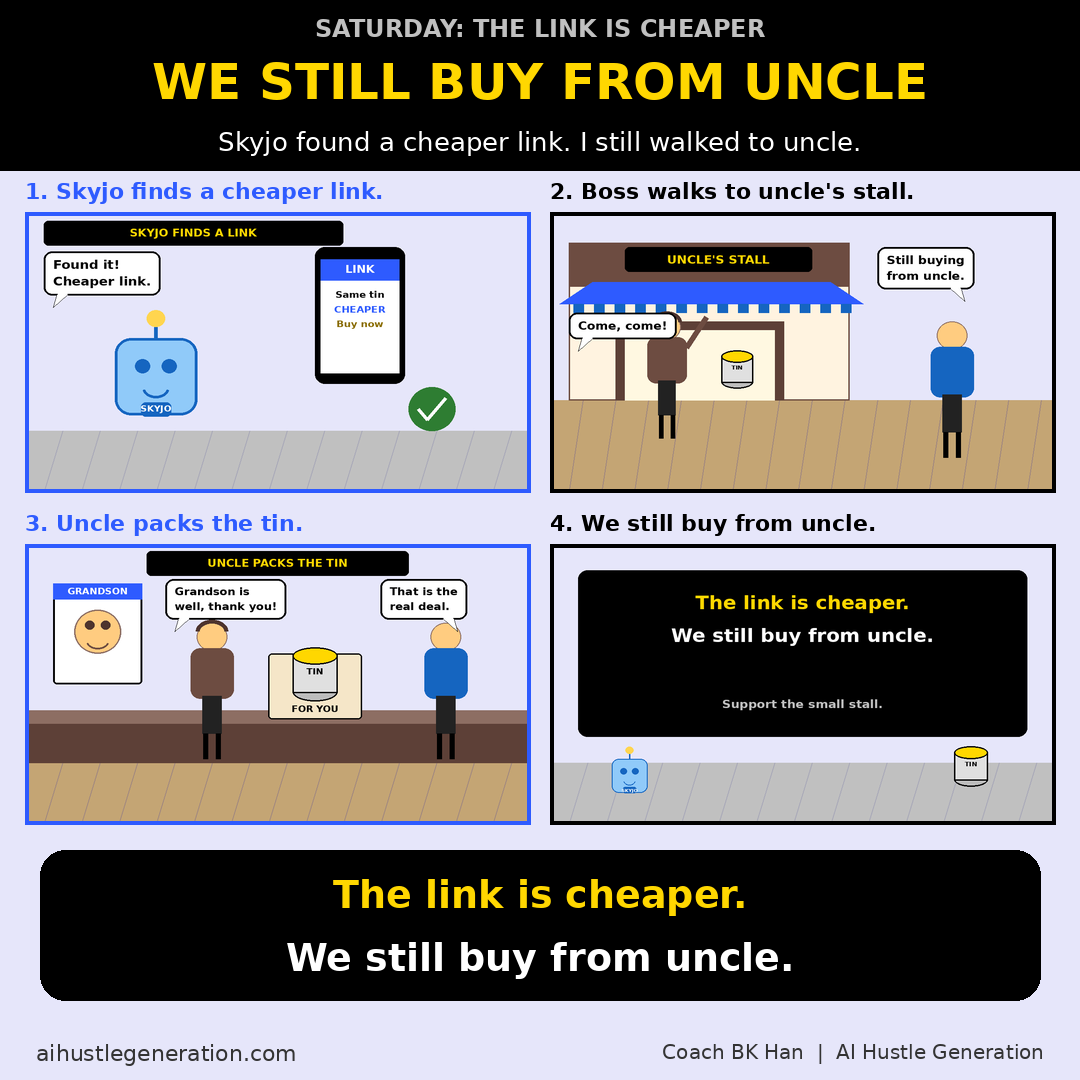 SATURDAY: THE LINK IS CHEAPER
WE STILL BUY FROM UNCLE
Skyjo found a cheaper link. I still walked to uncle.
1. Skyjo finds a cheaper link.
SKYJO FINDS A LINK
Found it!
Cheaper link.
LINK
Same tin
CHEAPER
Buy now
SKYJO
2. Boss walks to uncle's stall.
UNCLE'S STALL
Still buying
from uncle.
Come, come!
TIN
3. Uncle packs the tin.
UNCLE PACKS THE TIN
GRANDSON
Grandson is
well, thank you!
That is the
real deal.
TIN
FOR YOU
4. We still buy from uncle.
The link is cheaper.
We still buy from uncle.
Support the small stall.
SKYJO
TIN
The link is cheaper.
We still buy from uncle.
aihustlegeneration.com
Coach BK Han | AI Hustle Generation